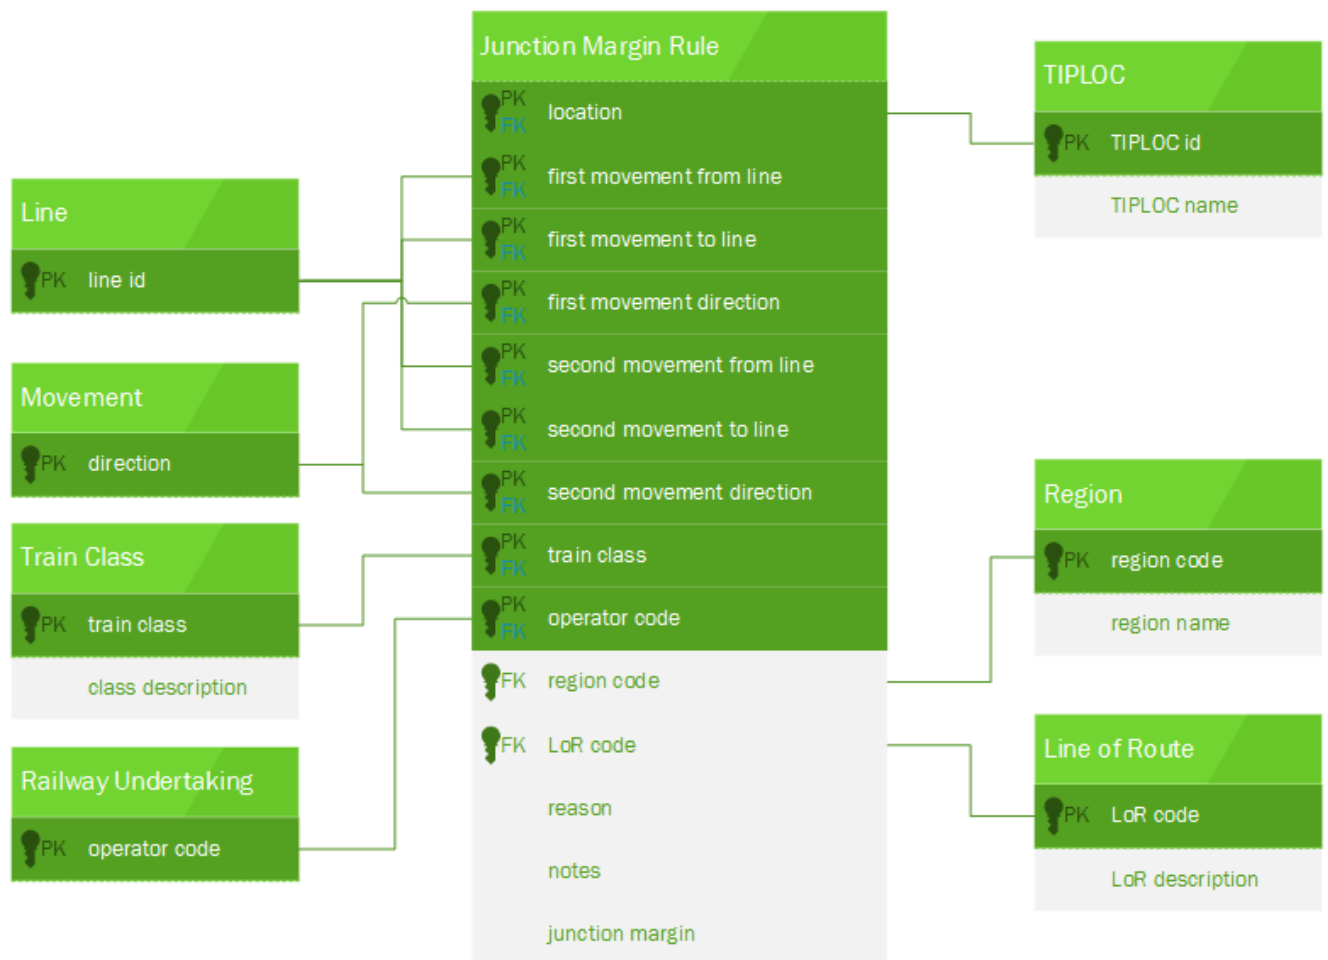 Junction Margin Rule
PK FK location
PK FK first movement from line
PK FK first movement to line
PK FK first movement direction
PK FK second movement from line
PK FK second movement to line
PK FK second movement direction
PK FK train class
PK FK operator code
FK region code
FK LoR code
reason
notes
junction margin
Line
PK line id
Movement
PK direction
Train Class
PK train class
class description
Railway Undertaking
PK operator code
TIPLOC
PK TIPLOC id
TIPLOC name
Region
PK region code
region name
Line of Route
PK LoR code
LoR description